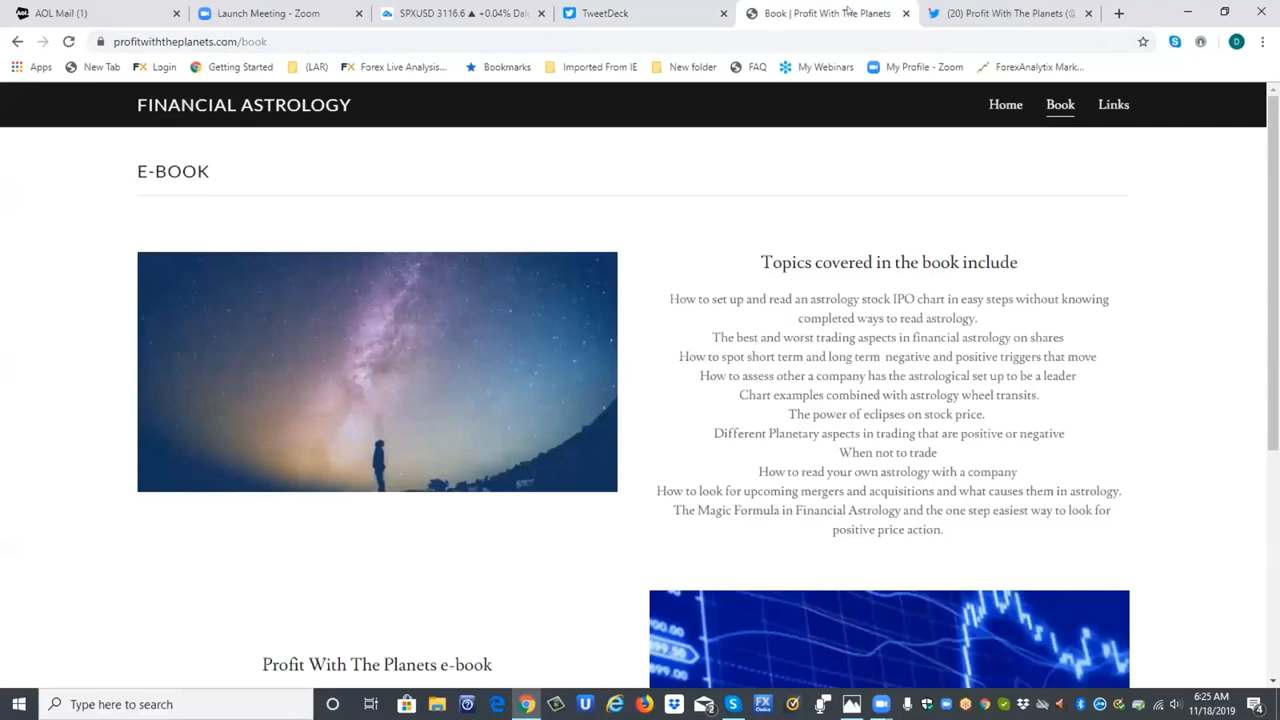 AOL Mail (1)
Launch Meeting - Zoom
SPXUSD 3116.6 ▲ +0.04%
TweetDeck
Book | Profit With The Planets
(20) Profit With The Planets (
profitwiththeplanets.com/book
Apps
New Tab
Login
Getting Started
(LAR)
Forex Live Analysis...
Bookmarks
Imported From IE
New folder
FAQ
My Webinars
My Profile - Zoom
ForexAnalytix Mark...
FINANCIAL ASTROLOGY
Home
Book
Links
E-BOOK
Topics covered in the book include
How to set up and read an astrology stock IPO chart in easy steps without knowing
completed ways to read astrology.
The best and worst trading aspects in financial astrology on shares
How to spot short term and long term negative and positive triggers that move
How to assess other a company has the astrological set up to be a leader
Chart examples combined with astrology wheel transits.
The power of eclipses on stock price.
Different Planetary aspects in trading that are positive or negative
When not to trade
How to read your own astrology with a company
How to look for upcoming mergers and acquisitions and what causes them in astrology.
The Magic Formula in Financial Astrology and the one step easiest way to look for
positive price action.
Profit With The Planets e-book
Type here to search
6:25 AM
11/18/2019